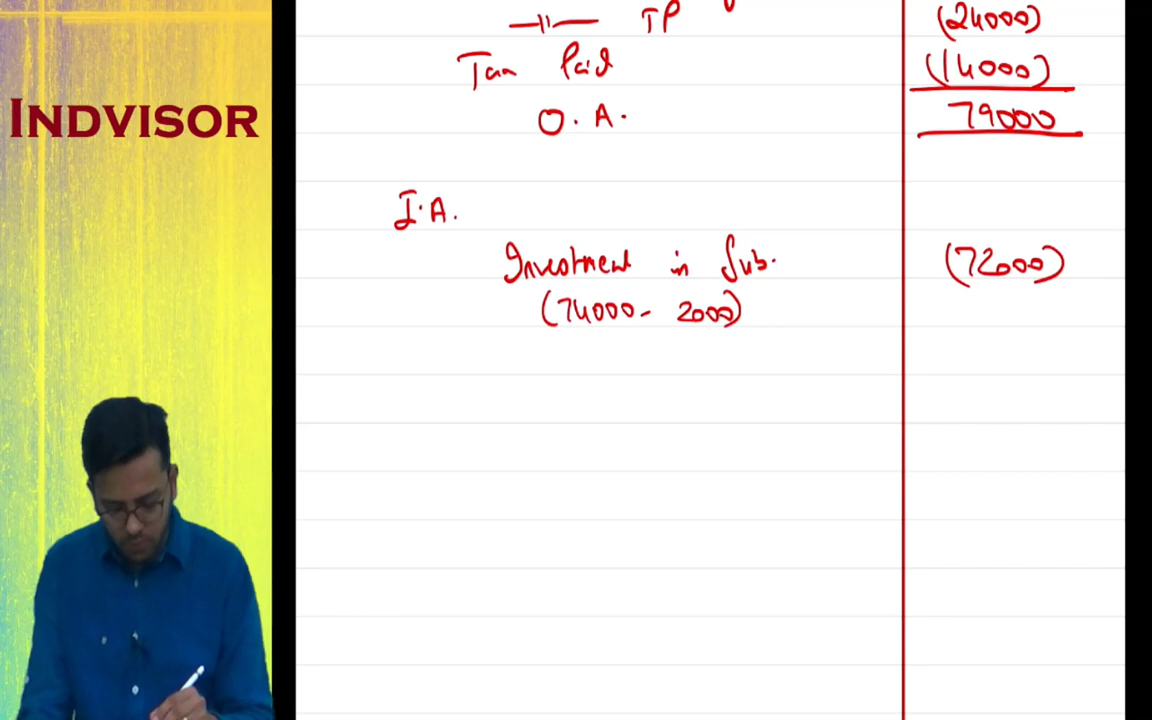 INDVISOR
—||— TP (24000)
Tax Paid (14000)
O.A. 79000
I.A.
Investment in Sub. (72000)
(74000 - 2000)